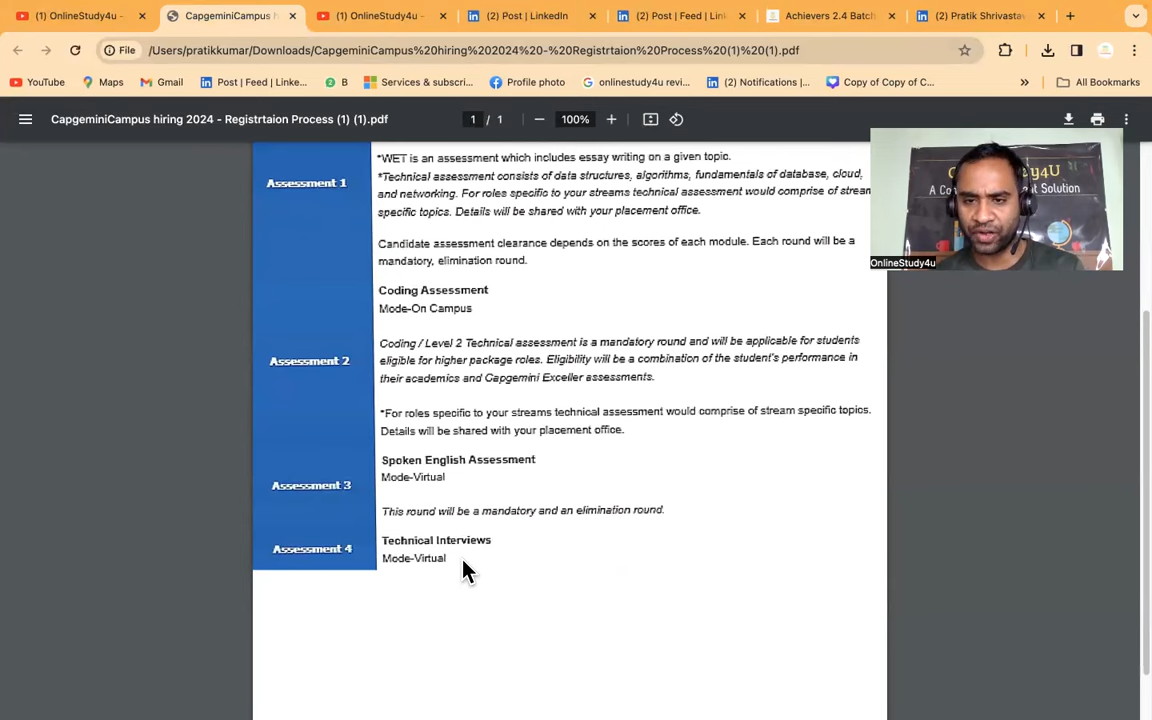 (1) OnlineStudy4u -
CapgeminiCampus h
(1) OnlineStudy4u -
(2) Post | LinkedIn
(2) Post | Feed | Link
Achievers 2.4 Batch
(2) Pratik Shrivastav
File
/Users/pratikkumar/Downloads/CapgeminiCampus%20hiring%202024%20-%20Registrtaion%20Process%20(1)%20(1).pdf
YouTube
Maps
Gmail
Post | Feed | Linke...
B
Services & subscri...
Profile photo
onlinestudy4u revi...
(2) Notifications |...
Copy of Copy of C...
»
All Bookmarks
CapgeminiCampus hiring 2024 - Registrtaion Process (1) (1).pdf
1 / 1
100%
Assessment 1
*WET is an assessment which includes essay writing on a given topic.
*Technical assessment consists of data structures, algorithms, fundamentals of database, cloud,
and networking. For roles specific to your streams technical assessment would comprise of stream
specific topics. Details will be shared with your placement office.
Candidate assessment clearance depends on the scores of each module. Each round will be a
mandatory, elimination round.
Assessment 2
Coding Assessment
Mode-On Campus
Coding / Level 2 Technical assessment is a mandatory round and will be applicable for students
eligible for higher package roles. Eligibility will be a combination of the student's performance in
their academics and Capgemini Exceller assessments.
*For roles specific to your streams technical assessment would comprise of stream specific topics.
Details will be shared with your placement office.
Assessment 3
Spoken English Assessment
Mode-Virtual
This round will be a mandatory and an elimination round.
Assessment 4
Technical Interviews
Mode-Virtual
OnlineStudy4u